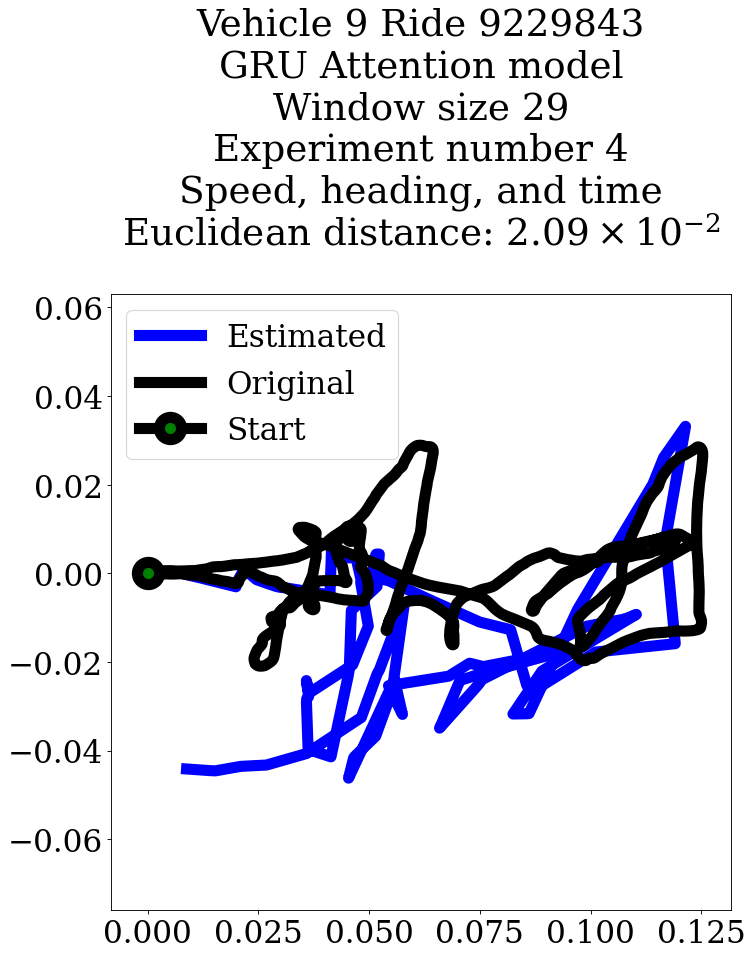 Vehicle 9 Ride 9229843
GRU Attention model
Window size 29
Experiment number 4
Speed, heading, and time
Euclidean distance: 2.09 × 10⁻²
0.06
0.04
0.02
0.00
−0.02
−0.04
−0.06
Estimated
Original
Start
0.000 0.025 0.050 0.075 0.100 0.125